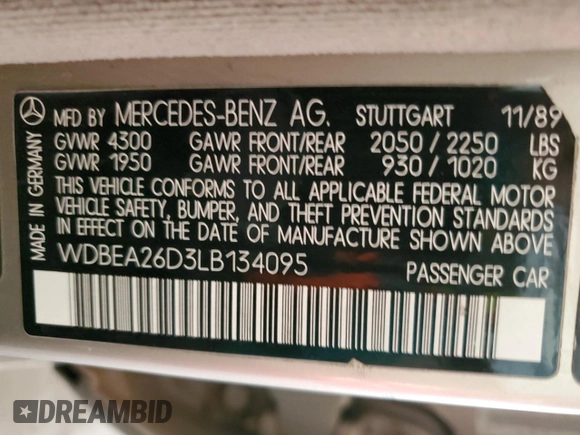 MFD BY MERCEDES-BENZ AG. STUTTGART 11/89
GVWR 4300 GAWR FRONT/REAR 2050/2250 LBS
GVWR 1950 GAWR FRONT/REAR 930/1020 KG
THIS VEHICLE CONFORMS TO ALL APPLICABLE FEDERAL MOTOR
VEHICLE SAFETY, BUMPER, AND THEFT PREVENTION STANDARDS
IN EFFECT ON DATE OF MANUFACTURE SHOWN ABOVE
WDBEA26D3LB134095 PASSENGER CAR
MADE IN GERMANY
DREAMBID